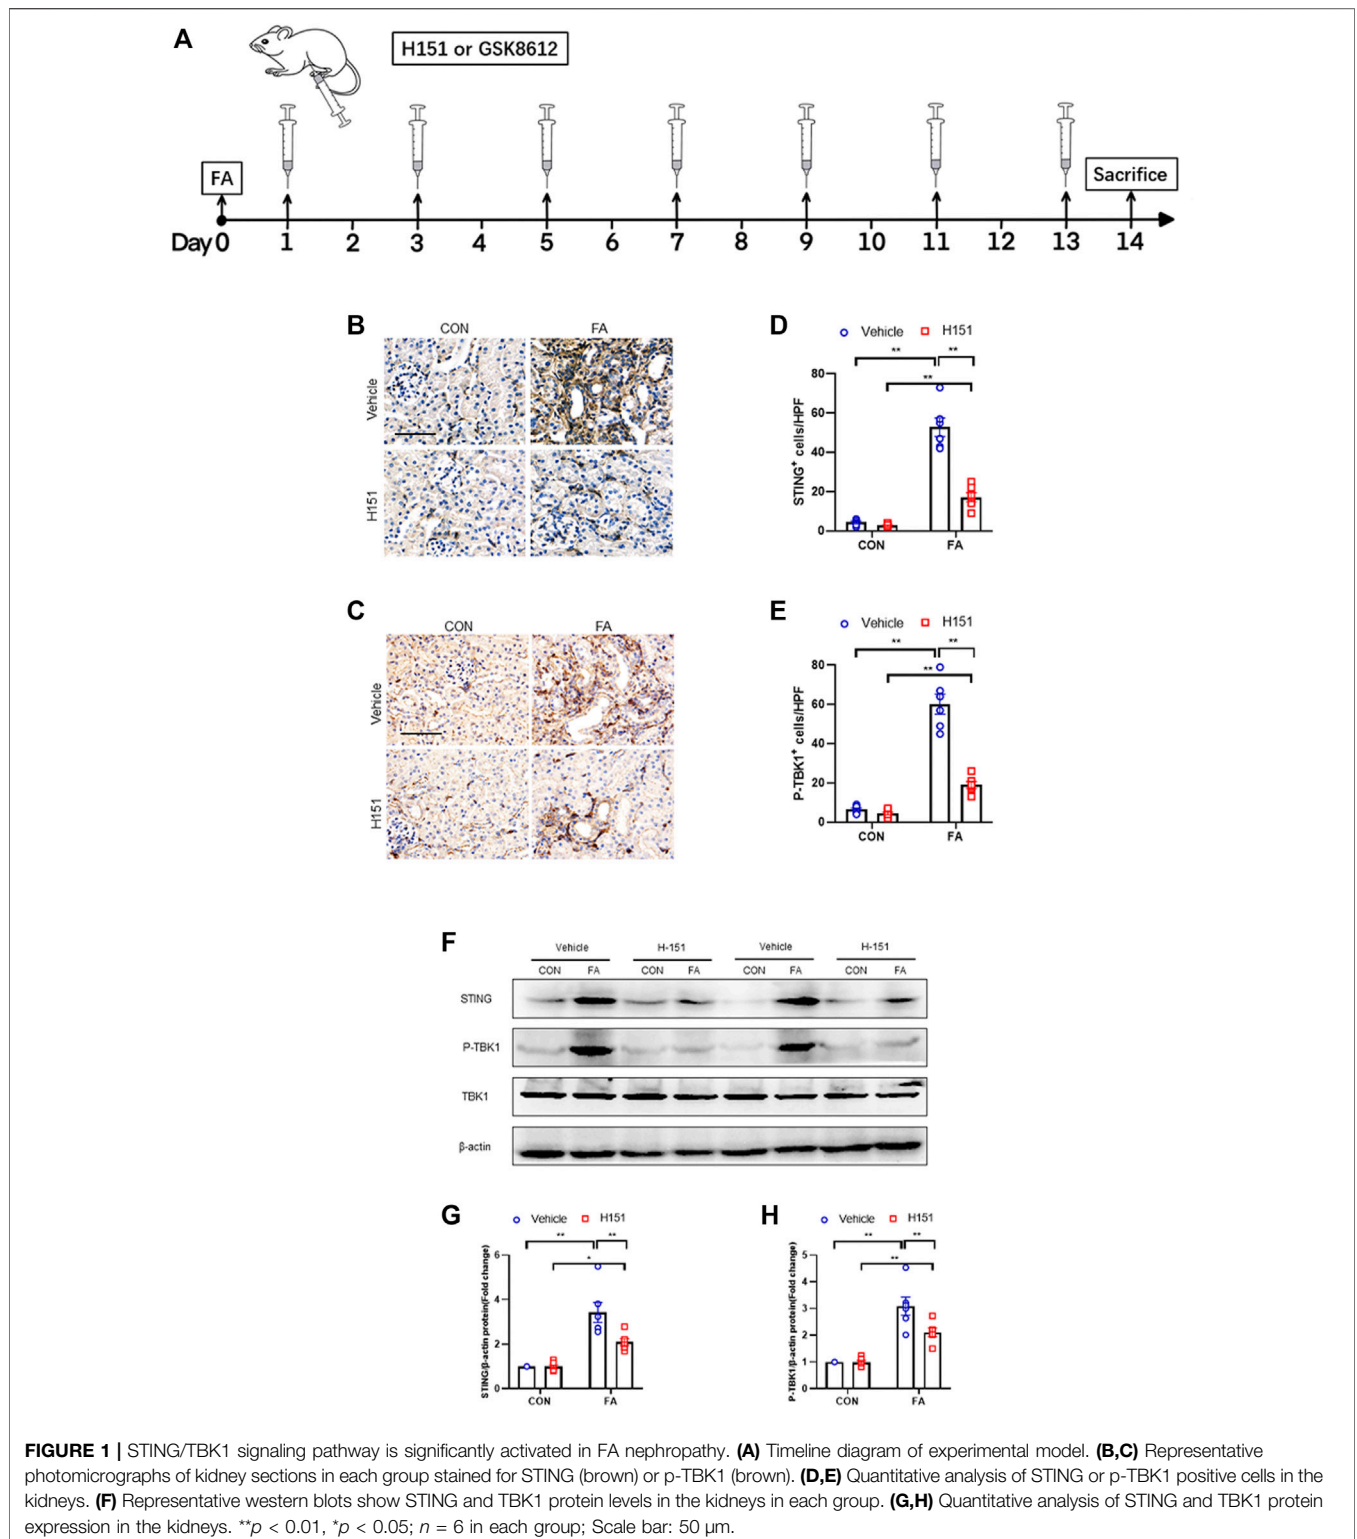 A
H151 or GSK8612
FA
Sacrifice
Day 0 1 2 3 4 5 6 7 8 9 10 11 12 13 14
B
CON FA
Vehicle
H151
D
Vehicle H151
** **
**
STING⁺ cells/HPF
80
60
40
20
0
CON FA
C
CON FA
Vehicle
H151
E
Vehicle H151
** **
**
P-TBK1⁺ cells/HPF
80
60
40
20
0
CON FA
F
Vehicle H-151 Vehicle H-151
CON FA CON FA CON FA CON FA
STING
P-TBK1
TBK1
β-actin
G
Vehicle H151
** **
*
STING/β-actin protein(Fold change)
6
4
2
0
CON FA
H
Vehicle H151
** **
**
P-TBK1/β-actin protein(Fold change)
5
4
3
2
1
0
CON FA
FIGURE 1 | STING/TBK1 signaling pathway is significantly activated in FA nephropathy. (A) Timeline diagram of experimental model. (B,C) Representative
photomicrographs of kidney sections in each group stained for STING (brown) or p-TBK1 (brown). (D,E) Quantitative analysis of STING or p-TBK1 positive cells in the
kidneys. (F) Representative western blots show STING and TBK1 protein levels in the kidneys in each group. (G,H) Quantitative analysis of STING and TBK1 protein
expression in the kidneys. **p < 0.01, *p < 0.05; n = 6 in each group; Scale bar: 50 μm.